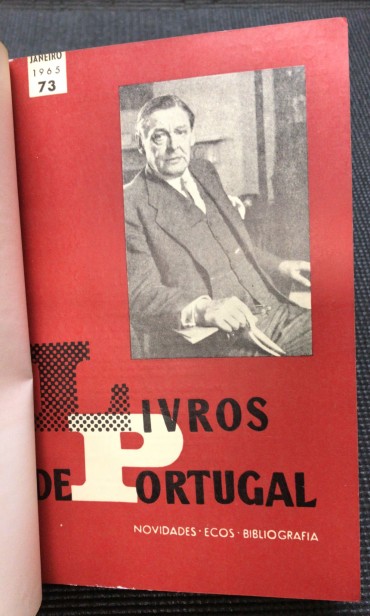 JANEIRO
1965
73
LIVROS
DE PORTUGAL
NOVIDADES · ECOS · BIBLIOGRAFIA